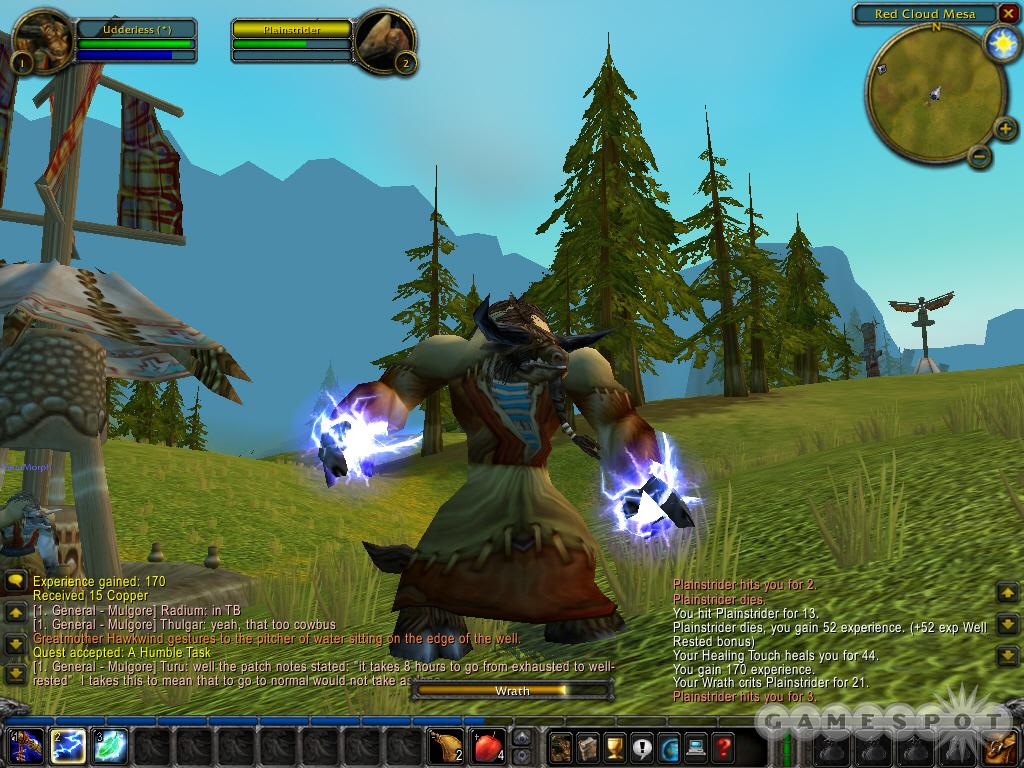 Udderless (*)
1
Plainstrider
2
Red Cloud Mesa
N
Experience gained: 170
Received 15 Copper
[1. General - Mulgore] Radium: in TB
[1. General - Mulgore] Thulgar: yeah, that too cowbus
Greatmother Hawkwind gestures to the pitcher of water sitting on the edge of the well.
Quest accepted: A Humble Task
[1. General - Mulgore] Turu: well the patch notes stated: "it takes 8 hours to go from exhausted to well-
rested" I takes this to mean that to go to normal would not take as
Plainstrider hits you for 2.
Plainstrider dies.
You hit Plainstrider for 13.
Plainstrider dies, you gain 52 experience. (+52 exp Well
Rested bonus)
Your Healing Touch heals you for 44.
You gain 170 experience.
Your Wrath crits Plainstrider for 21.
Plainstrider hits you for 3.
Wrath
GAMESPOT
1
2
3
2
4